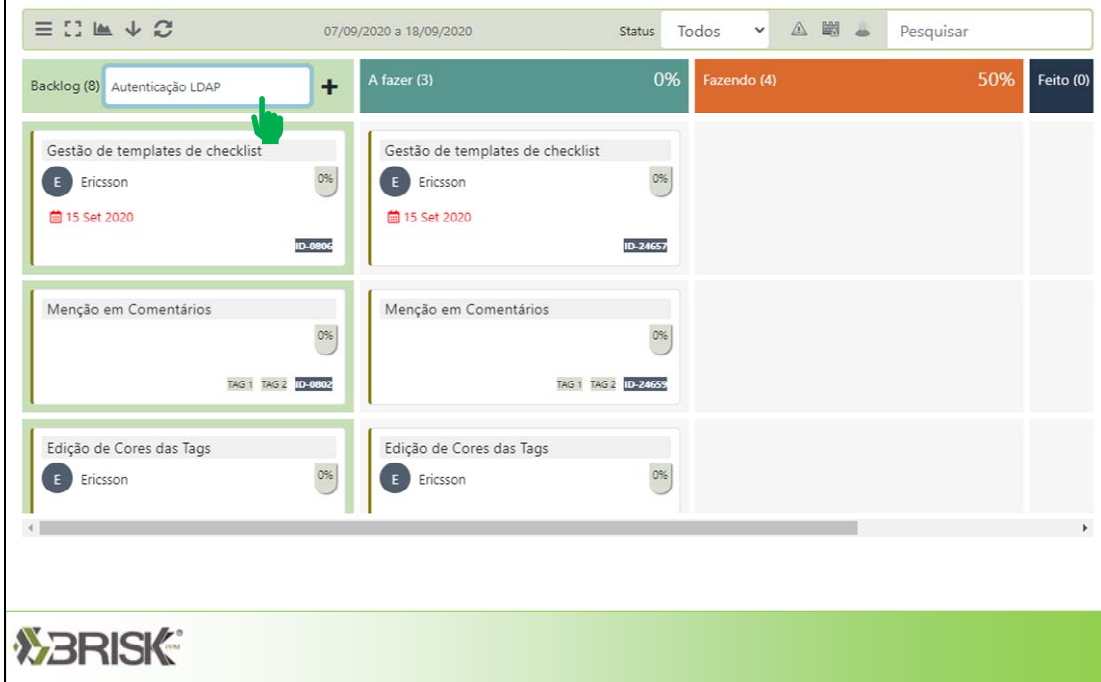 07/09/2020 a 18/09/2020 Status Todos Pesquisar
Backlog (8) Autenticação LDAP + A fazer (3) 0% Fazendo (4) 50% Feito (0)
Gestão de templates de checklist
E Ericsson 0%
15 Set 2020
ID-0806
Gestão de templates de checklist
E Ericsson 0%
15 Set 2020
ID-24657
Menção em Comentários
0%
TAG 1 TAG 2 ID-0802
Menção em Comentários
0%
TAG 1 TAG 2 ID-24659
Edição de Cores das Tags
E Ericsson 0%
Edição de Cores das Tags
E Ericsson 0%
BRISK